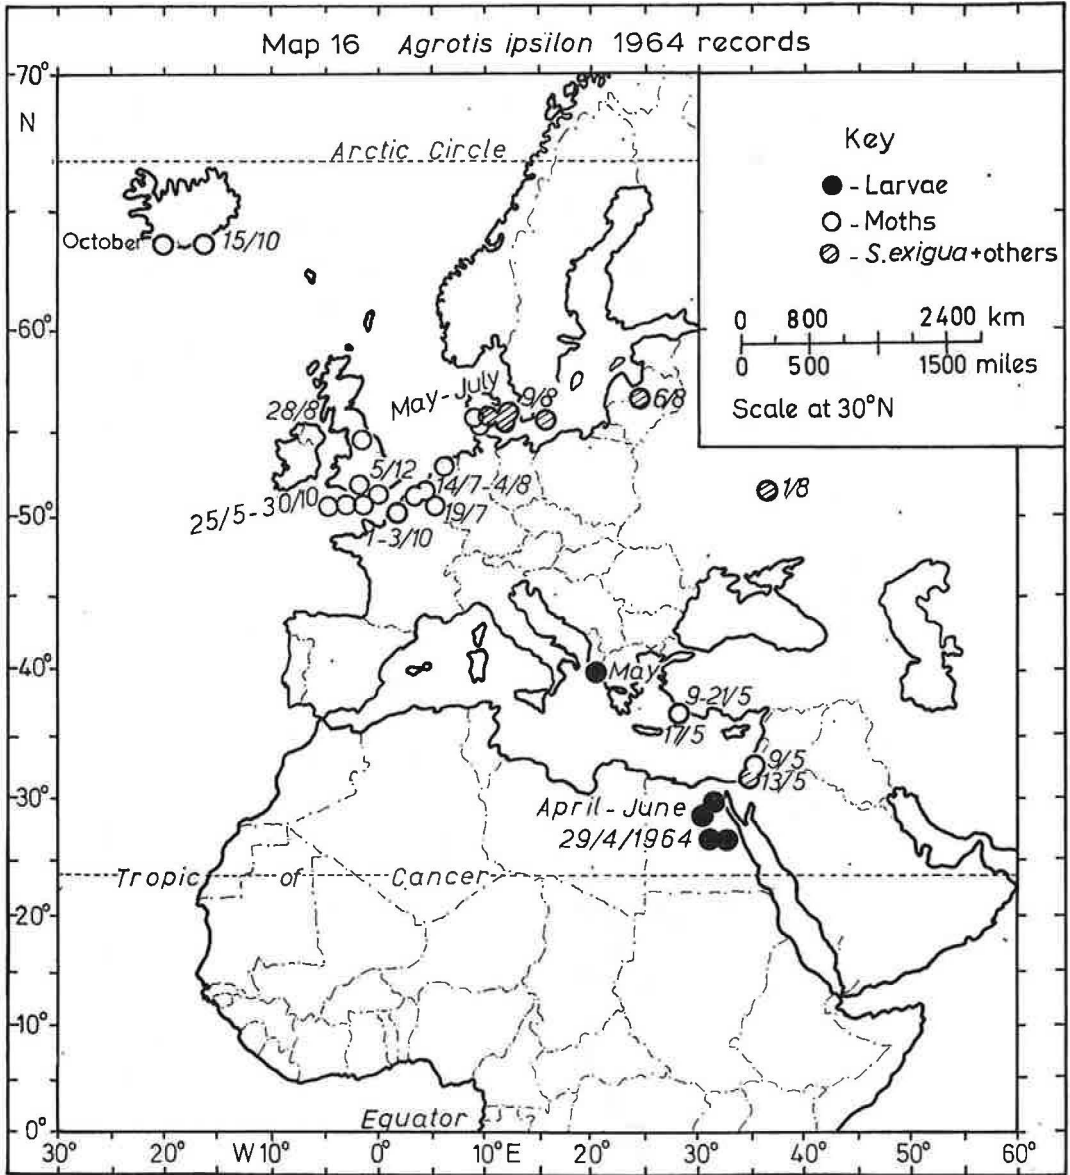 Map 16 Agrotis ipsilon 1964 records
70°
N
Arctic Circle
Key
- Larvae
- Moths
- S.exigua+others
October
15/10
60°
0 800 2400 km
0 500 1500 miles
Scale at 30°N
May-July
9/8
6/8
28/8
5/12
14/7-4/8
1/8
25/5-30/10
19/7
50°
1-3/10
40°
May
9-21/5
17/5
9/5
13/5
30°
April-June
29/4/1964
Tropic of Cancer
20°
10°
Equator
0°
30° 20° W10° 0° 10°E 20° 30° 40° 50° 60°